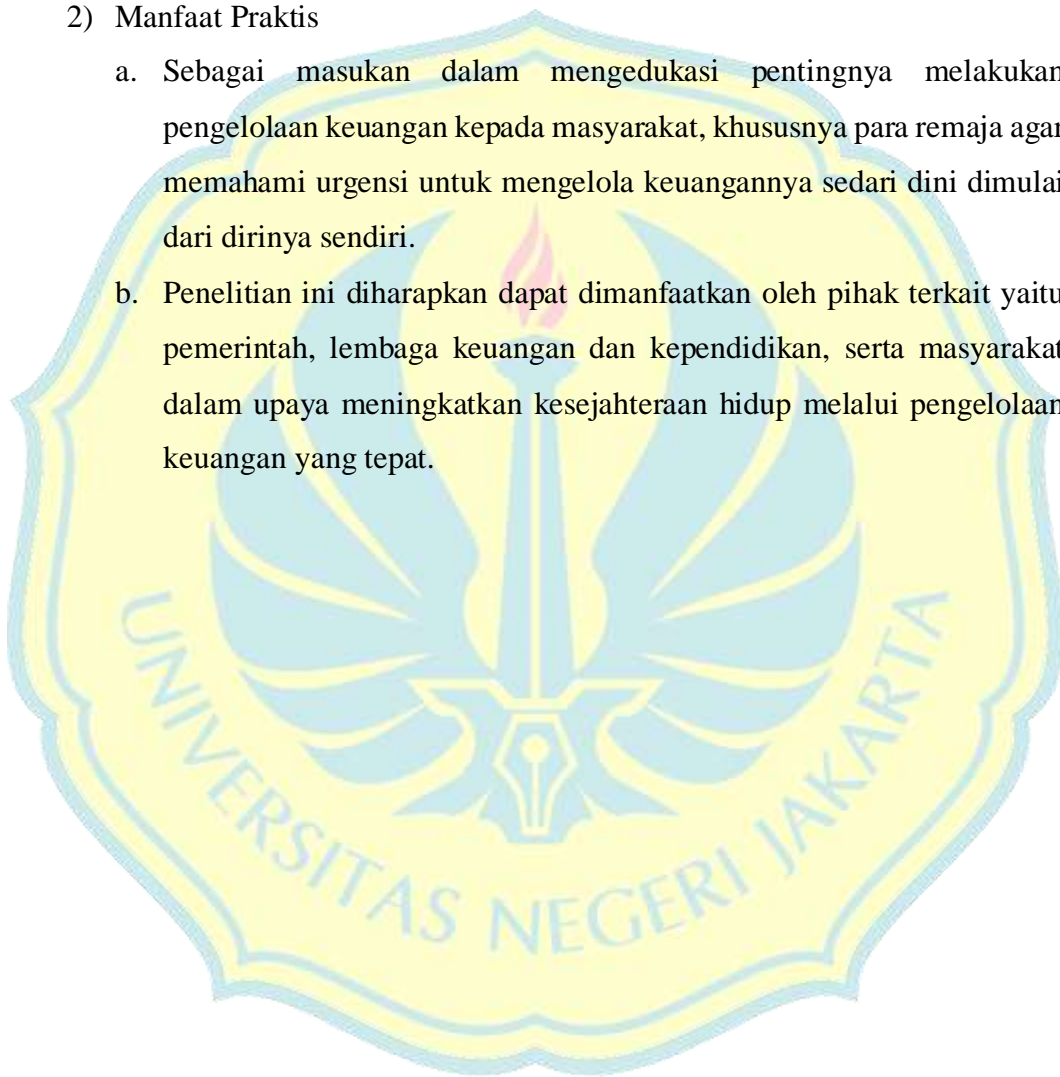 2) Manfaat Praktis
a. Sebagai masukan dalam mengedukasi pentingnya melakukan
pengelolaan keuangan kepada masyarakat, khususnya para remaja agar
memahami urgensi untuk mengelola keuangannya sedari dini dimulai
dari dirinya sendiri.
b. Penelitian ini diharapkan dapat dimanfaatkan oleh pihak terkait yaitu
pemerintah, lembaga keuangan dan kependidikan, serta masyarakat
dalam upaya meningkatkan kesejahteraan hidup melalui pengelolaan
keuangan yang tepat.
UNIVERSITAS NEGERI JAKARTA